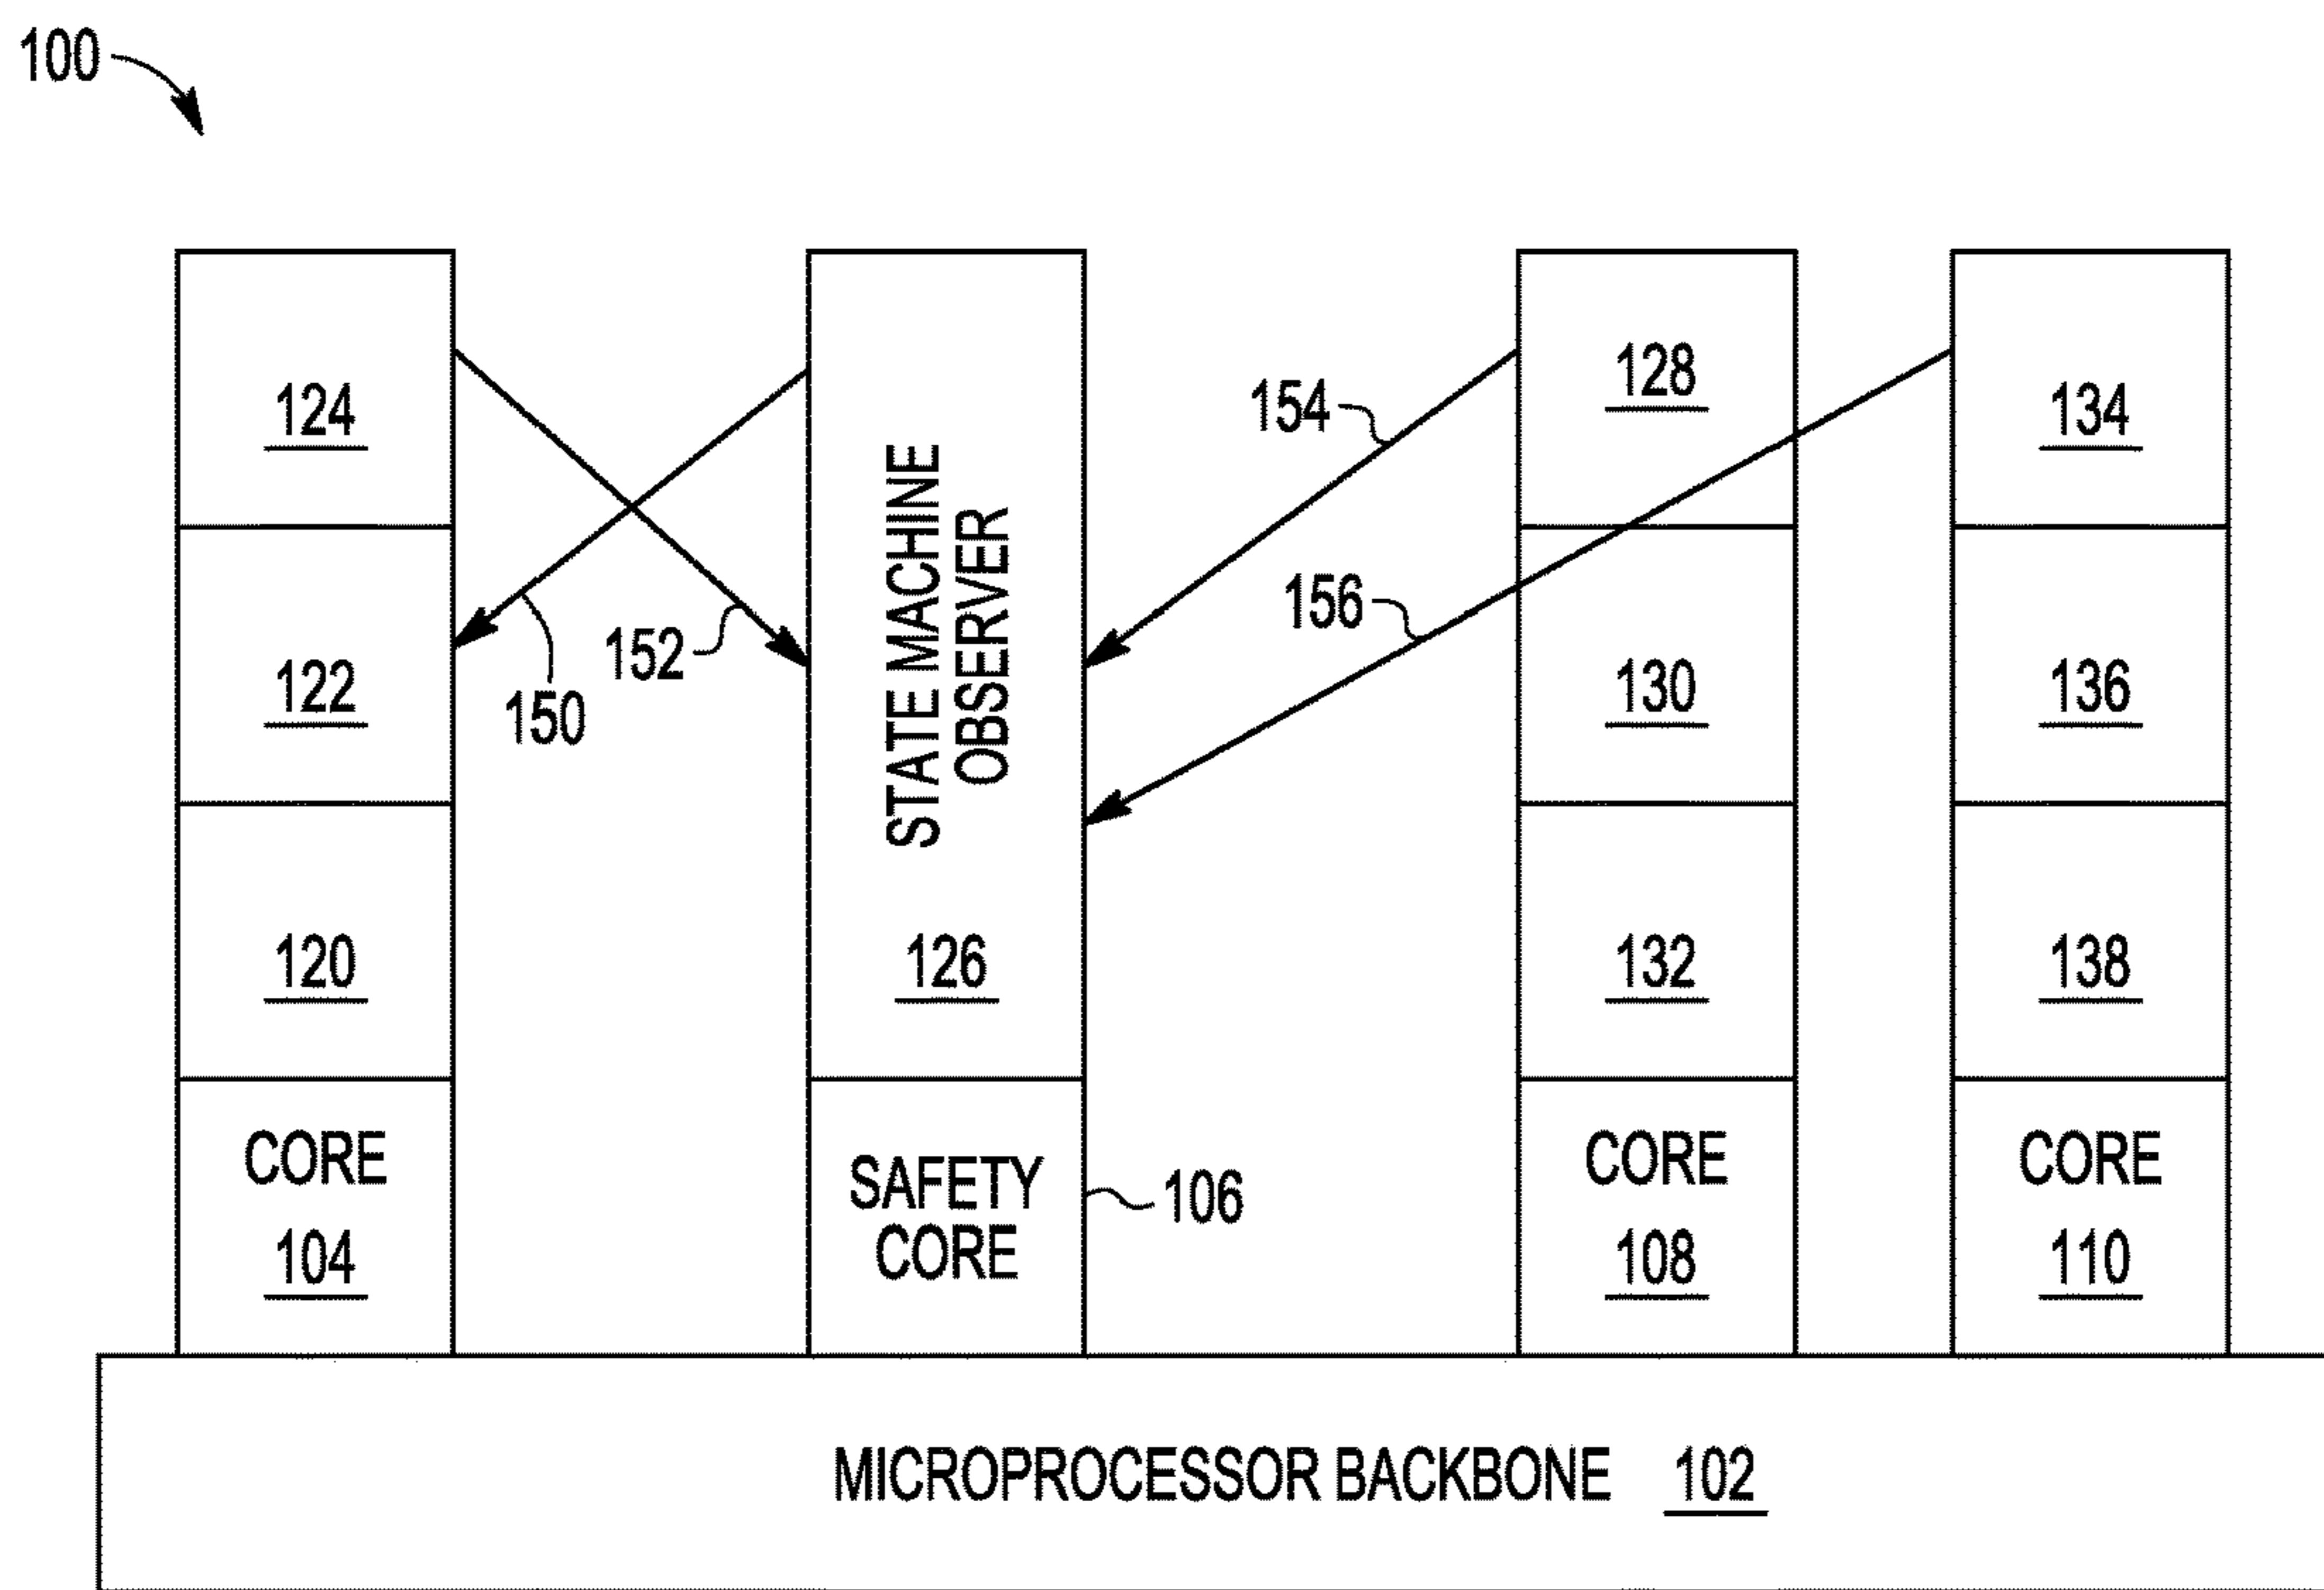 100
124
122
120
CORE
104
150
152
STATE MACHINE
OBSERVER
126
SAFETY
CORE
106
154
156
128
130
132
CORE
108
134
136
138
CORE
110
MICROPROCESSOR BACKBONE 102